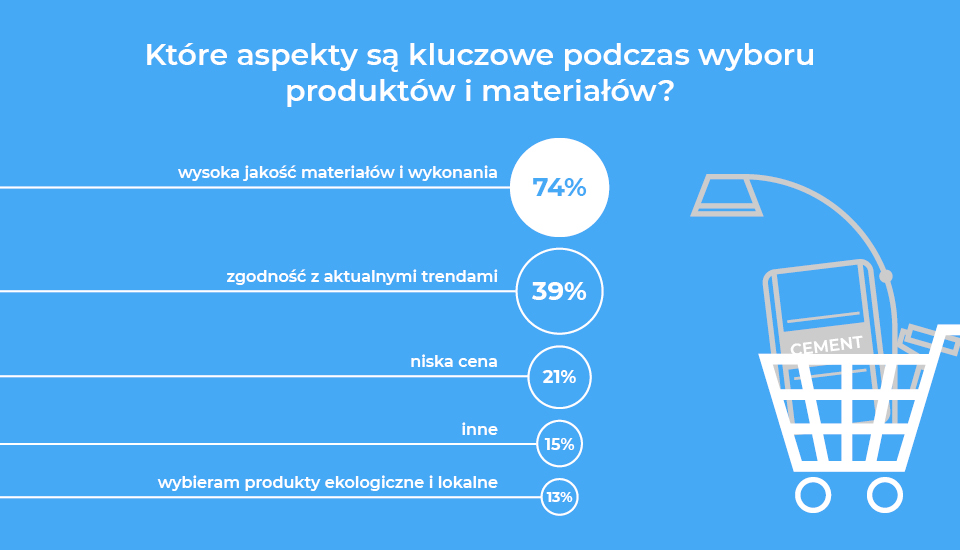 Które aspekty są kluczowe podczas wyboru
produktów i materiałów?
wysoka jakość materiałów i wykonania
74%
zgodność z aktualnymi trendami
39%
niska cena
21%
inne
15%
wybieram produkty ekologiczne i lokalne
13%
CEMENT